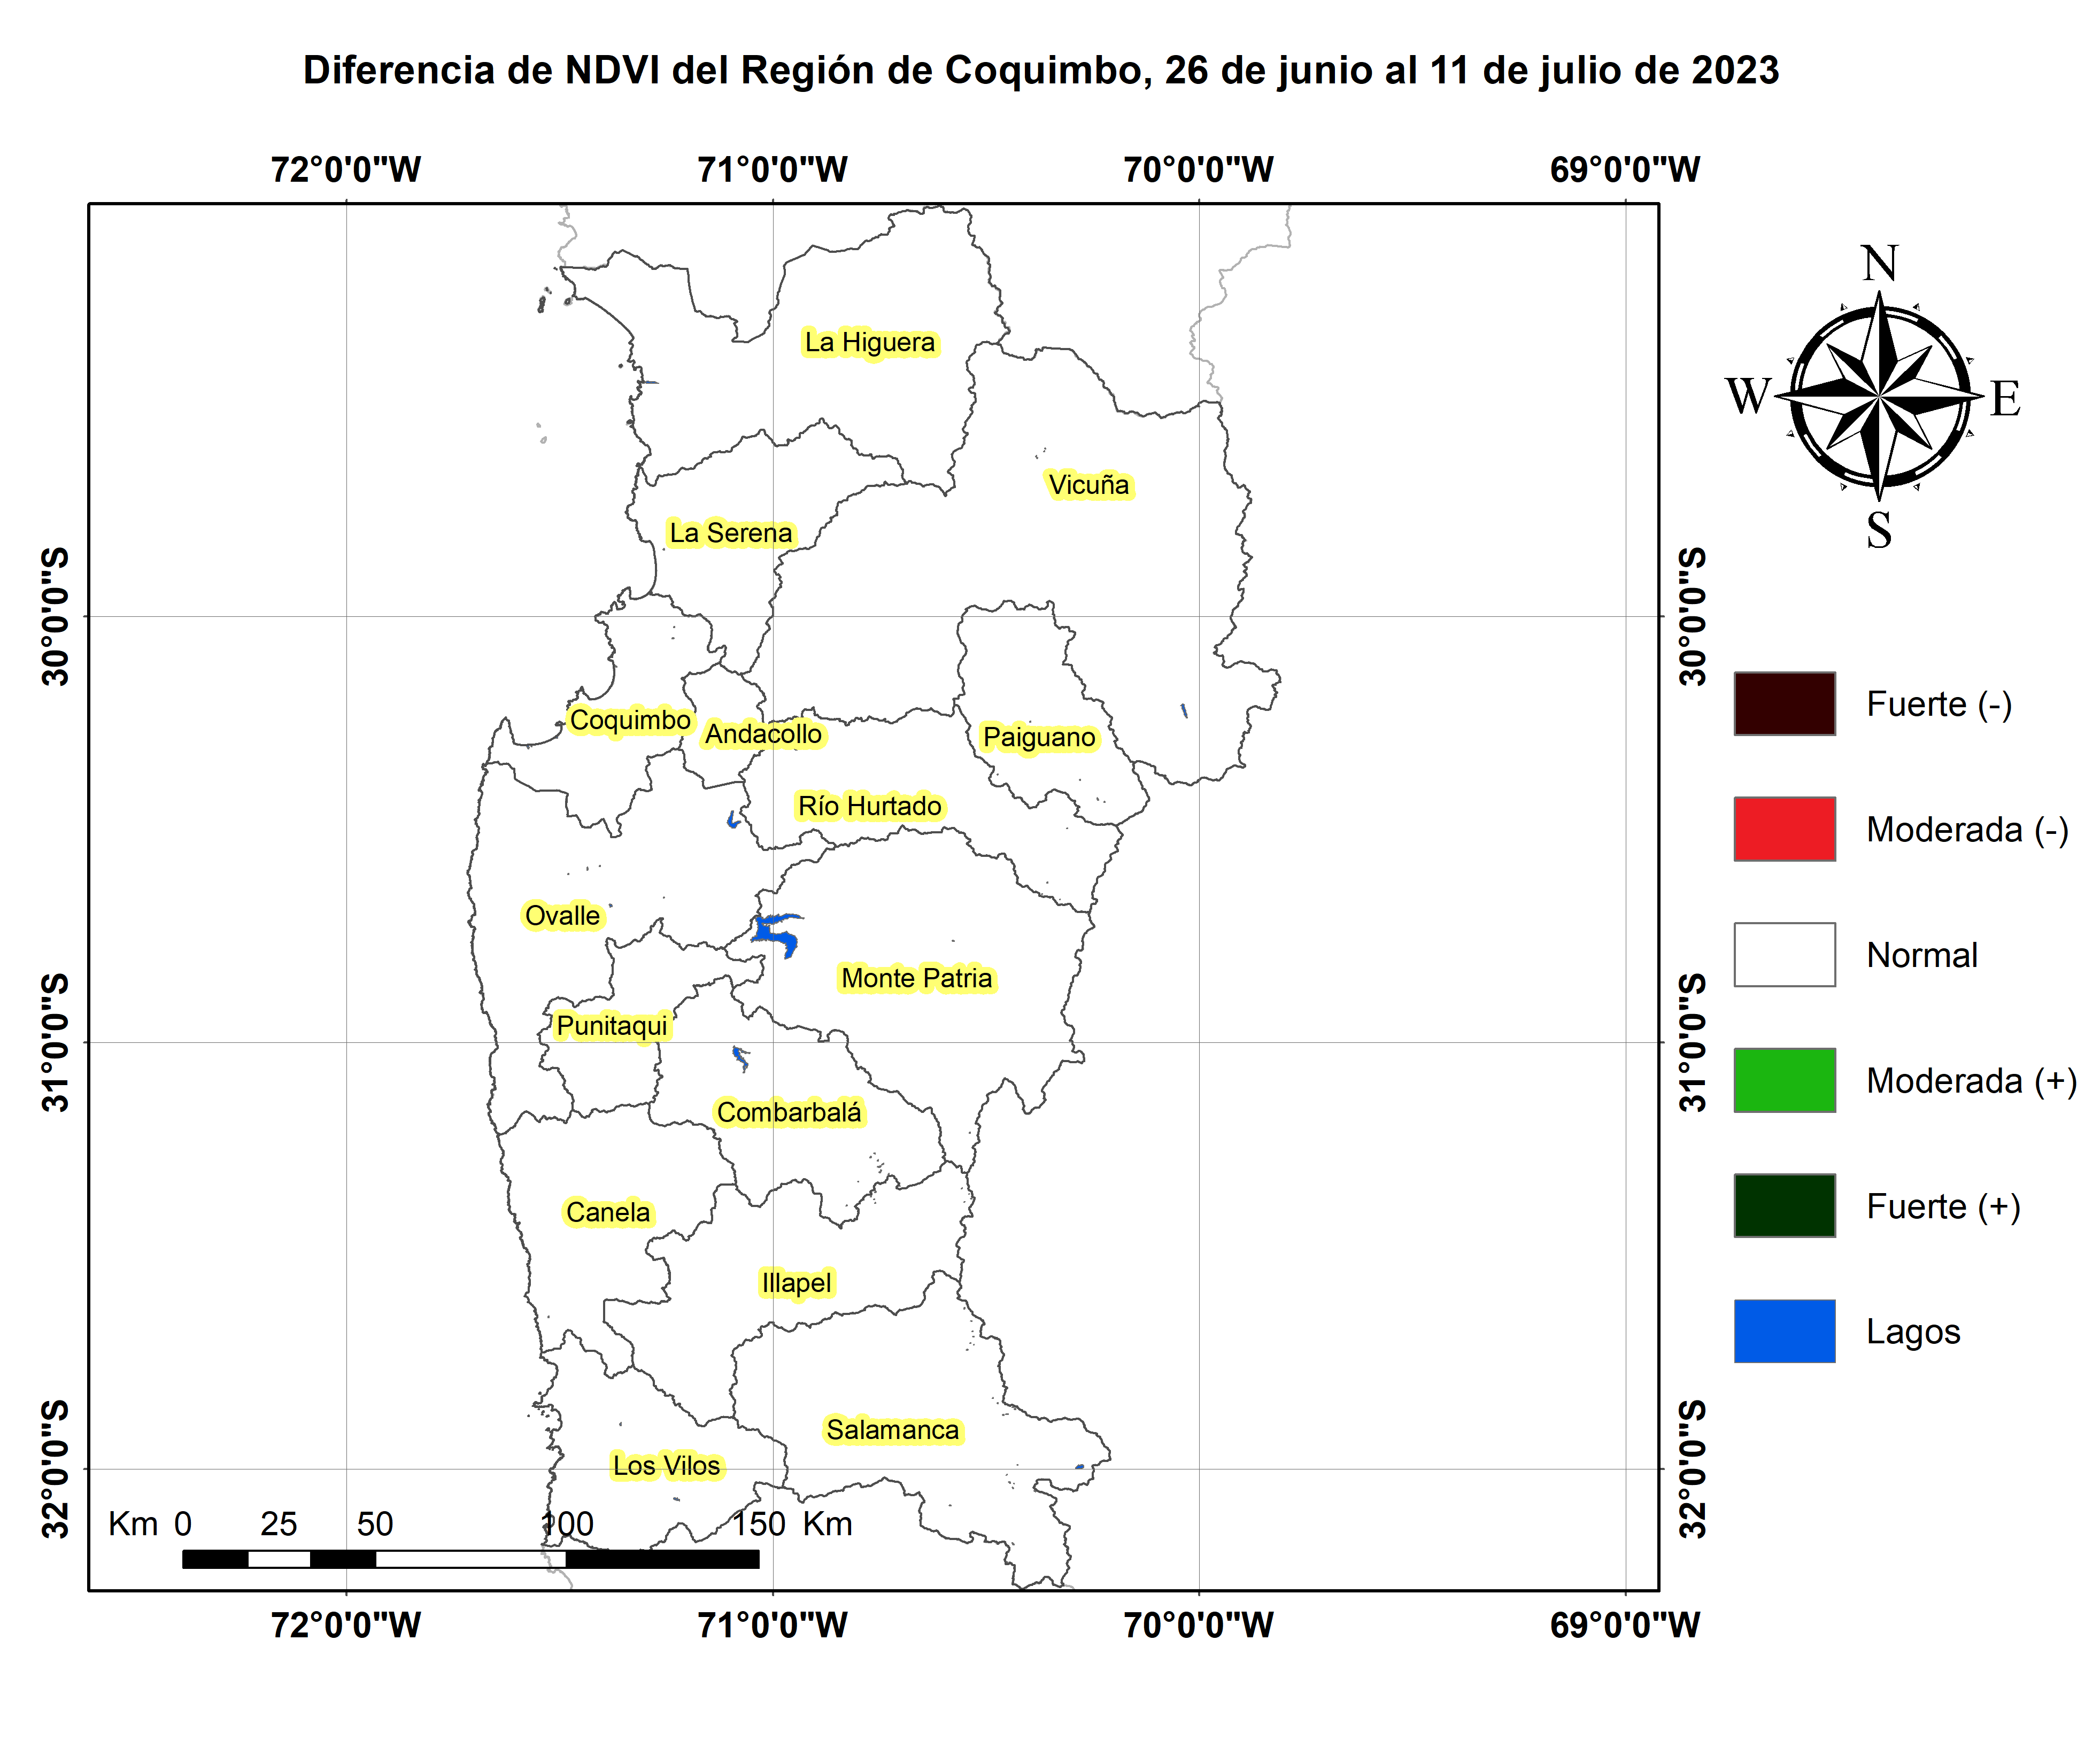 Diferencia de NDVI del Región de Coquimbo, 26 de junio al 11 de julio de 2023
72°0'0"W 71°0'0"W 70°0'0"W 69°0'0"W
N
W E
S
La Higuera
Vicuña
La Serena
30°0'0"S 30°0'0"S
Coquimbo
Andacollo
Paiguano
Río Hurtado
Ovalle
Monte Patria
Punitaqui
31°0'0"S 31°0'0"S
Combarbalá
Canela
Illapel
Salamanca
Los Vilos
32°0'0"S 32°0'0"S
Km 0 25 50 100 150 Km
72°0'0"W 71°0'0"W 70°0'0"W 69°0'0"W
Fuerte (-)
Moderada (-)
Normal
Moderada (+)
Fuerte (+)
Lagos